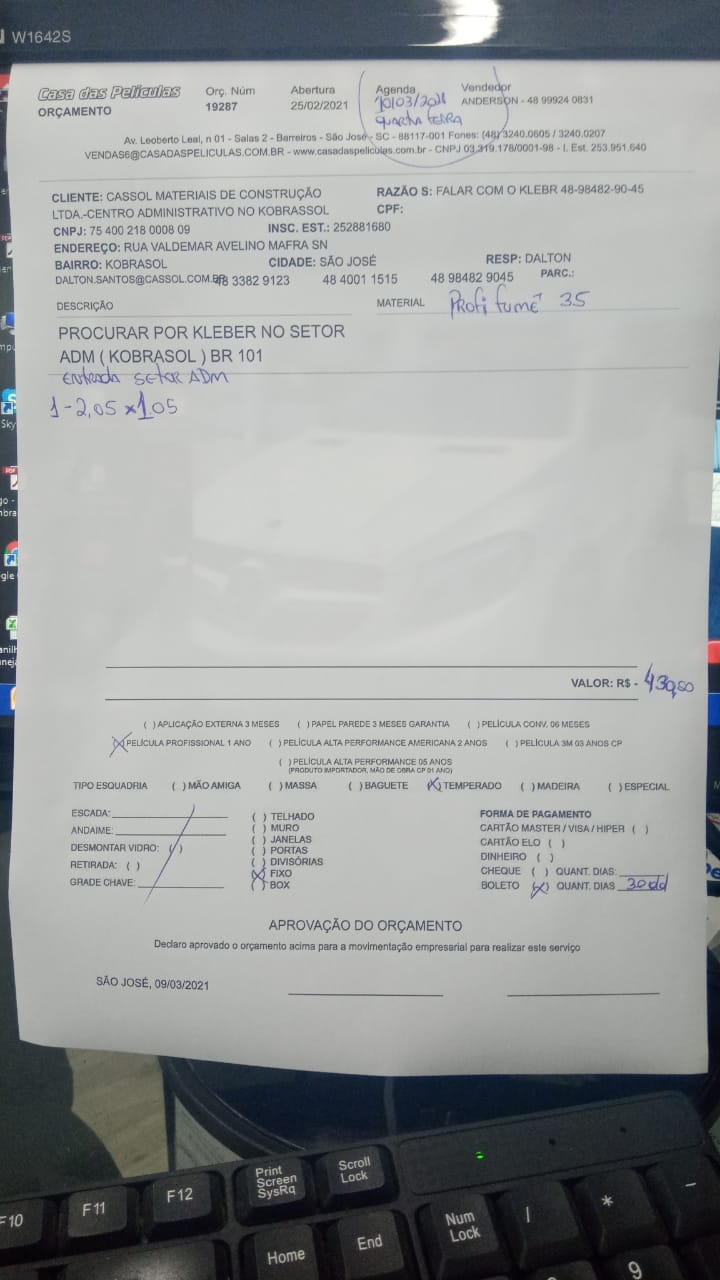 W1642S
Casa das Películas
ORÇAMENTO
Orç. Núm
19287
Abertura
25/02/2021
Agenda
10/03/2021
quarta feira
Vendedor
ANDERSON - 48 99924 0831
Av. Leoberto Leal, n 01 - Salas 2 - Barreiros - São José - SC - 88117-001 Fones: (48) 3240.0605 / 3240.0207
VENDAS6@CASADASPELICULAS.COM.BR - www.casadaspeliculas.com.br - CNPJ 03.319.178/0001-98 - I. Est. 253.951.640
CLIENTE: CASSOL MATERIAIS DE CONSTRUÇÃO
RAZÃO S: FALAR COM O KLEBR 48-98482-90-45
LTDA.-CENTRO ADMINISTRATIVO NO KOBRASSOL
CPF:
CNPJ: 75 400 218 0008 09 INSC. EST.: 252881680
ENDEREÇO: RUA VALDEMAR AVELINO MAFRA SN
BAIRRO: KOBRASOL CIDADE: SÃO JOSÉ RESP: DALTON
DALTON.SANTOS@CASSOL.COM.BR 48 3382 9123 48 4001 1515 48 98482 9045 PARC.:
DESCRIÇÃO MATERIAL Profi fumê 35
PROCURAR POR KLEBER NO SETOR
ADM ( KOBRASOL ) BR 101
Entrada setor ADM
1-2,05 x 1.05
VALOR: R$ - 430,00
( ) APLICAÇÃO EXTERNA 3 MESES ( ) PAPEL PAREDE 3 MESES GARANTIA ( ) PELÍCULA CONV. 06 MESES
(X) PELÍCULA PROFISSIONAL 1 ANO ( ) PELÍCULA ALTA PERFORMANCE AMERICANA 2 ANOS ( ) PELÍCULA 3M 03 ANOS CP
( ) PELÍCULA ALTA PERFORMANCE 05 ANOS
(PRODUTO IMPORTADOR, MÃO DE OBRA CP 01 ANO)
TIPO ESQUADRIA ( ) MÃO AMIGA ( ) MASSA ( ) BAGUETE (X) TEMPERADO ( ) MADEIRA ( ) ESPECIAL
ESCADA:
ANDAIME:
DESMONTAR VIDRO: ( )
RETIRADA: ( )
GRADE CHAVE:
( ) TELHADO
( ) MURO
( ) JANELAS
( ) PORTAS
( ) DIVISÓRIAS
(X) FIXO
( ) BOX
FORMA DE PAGAMENTO
CARTÃO MASTER / VISA / HIPER ( )
CARTÃO ELO ( )
DINHEIRO ( )
CHEQUE ( ) QUANT. DIAS:
BOLETO (X) QUANT. DIAS 30dd
APROVAÇÃO DO ORÇAMENTO
Declaro aprovado o orçamento acima para a movimentação empresarial para realizar este serviço
SÃO JOSÉ, 09/03/2021
Print
Screen
SysRq
Scroll
Lock
F10
F11
F12
Home
End
Num
Lock
/
*
-
9